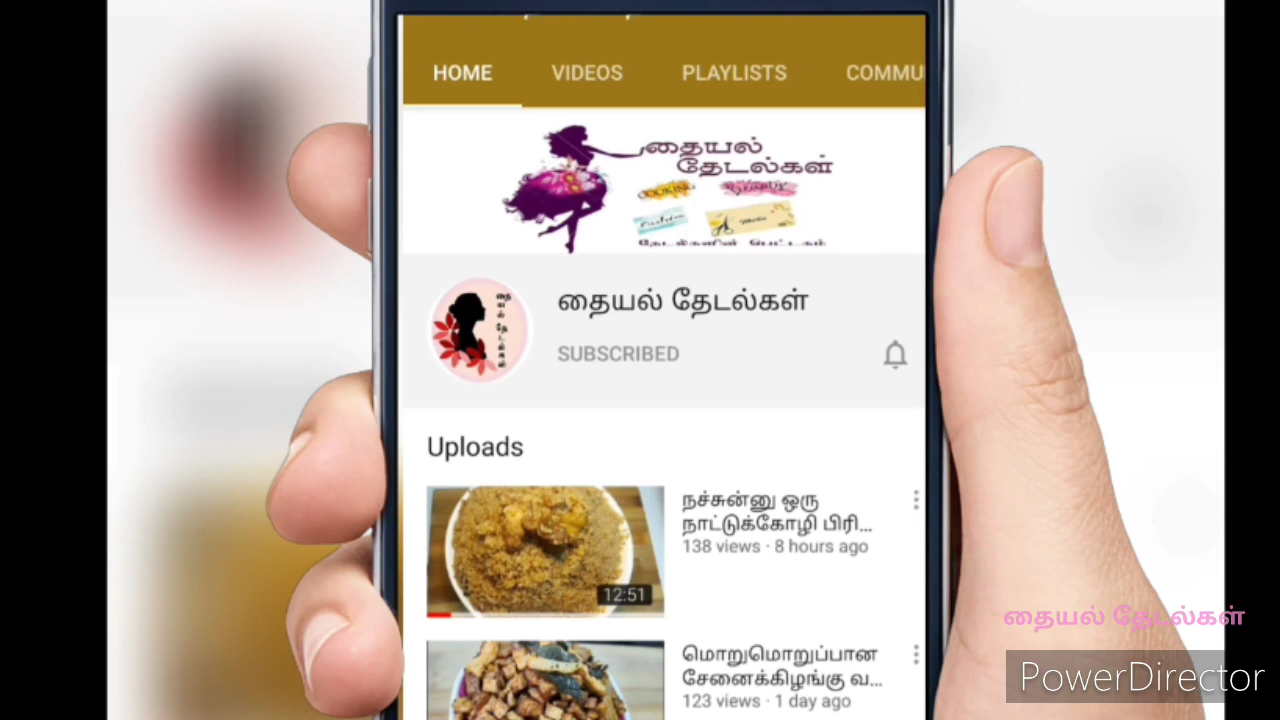 HOME VIDEOS PLAYLISTS COMMU
தையல்
தேடல்கள்
COOKING
தையல் தேடல்கள்
SUBSCRIBED
Uploads
நச்சுன்னு ஒரு
நாட்டுக்கோழி பிரி...
138 views · 8 hours ago
12:51
மொறுமொறுப்பான
சேனைக்கிழங்கு வ...
123 views · 1 day ago
தையல் தேடல்கள்
PowerDirector